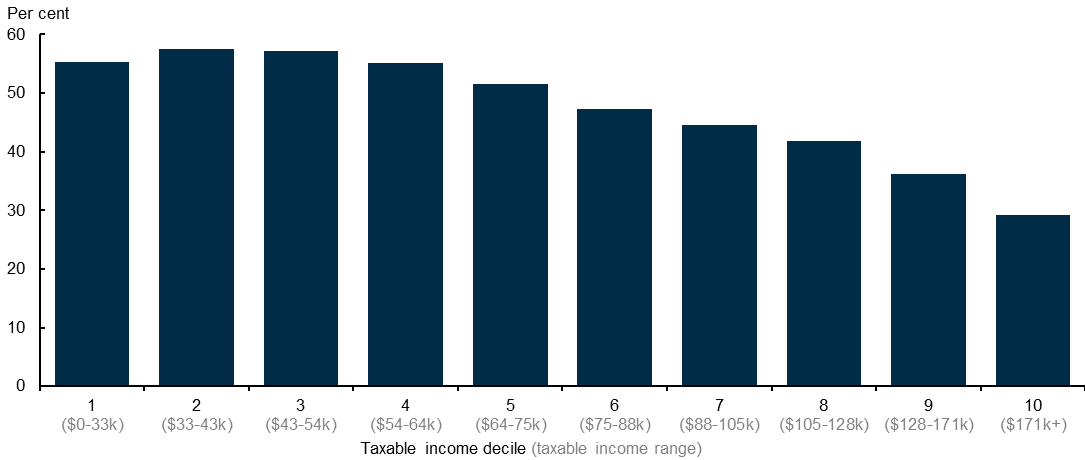 Per cent
60
50
40
30
20
10
0
1 2 3 4 5 6 7 8 9 10
($0-33k) ($33-43k) ($43-54k) ($54-64k) ($64-75k) ($75-88k) ($88-105k) ($105-128k) ($128-171k) ($171k+)
Taxable income decile (taxable income range)